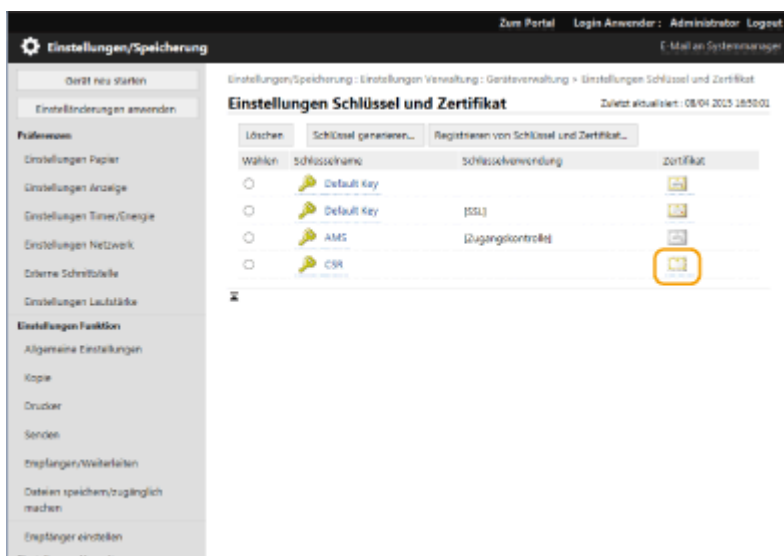 Zum Portal Login Anwender : Administrator Logout
Einstellungen/Speicherung E-Mail an Systemmanager
Gerät neu starten
Einstelländerungen anwenden
Präferenzen
Einstellungen Papier
Einstellungen Anzeige
Einstellungen Timer/Energie
Einstellungen Netzwerk
Externe Schnittstelle
Einstellungen Lautstärke
Einstellungen Funktion
Allgemeine Einstellungen
Kopie
Drucker
Senden
Empfangen/Weiterleiten
Dateien speichern/zugänglich
machen
Empfänger einstellen
Einstellungen/Speicherung : Einstellungen Verwaltung : Geräteverwaltung > Einstellungen Schlüssel und Zertifikat
Einstellungen Schlüssel und Zertifikat Zuletzt aktualisiert : 08/04 2015 16:50:01
Löschen Schlüssel generieren... Registrieren von Schlüssel und Zertifikat...
Wählen Schlüsselname Schlüsselverwendung Zertifikat
Default Key
Default Key [SSL]
AMS [Zugangskontrolle]
CSR